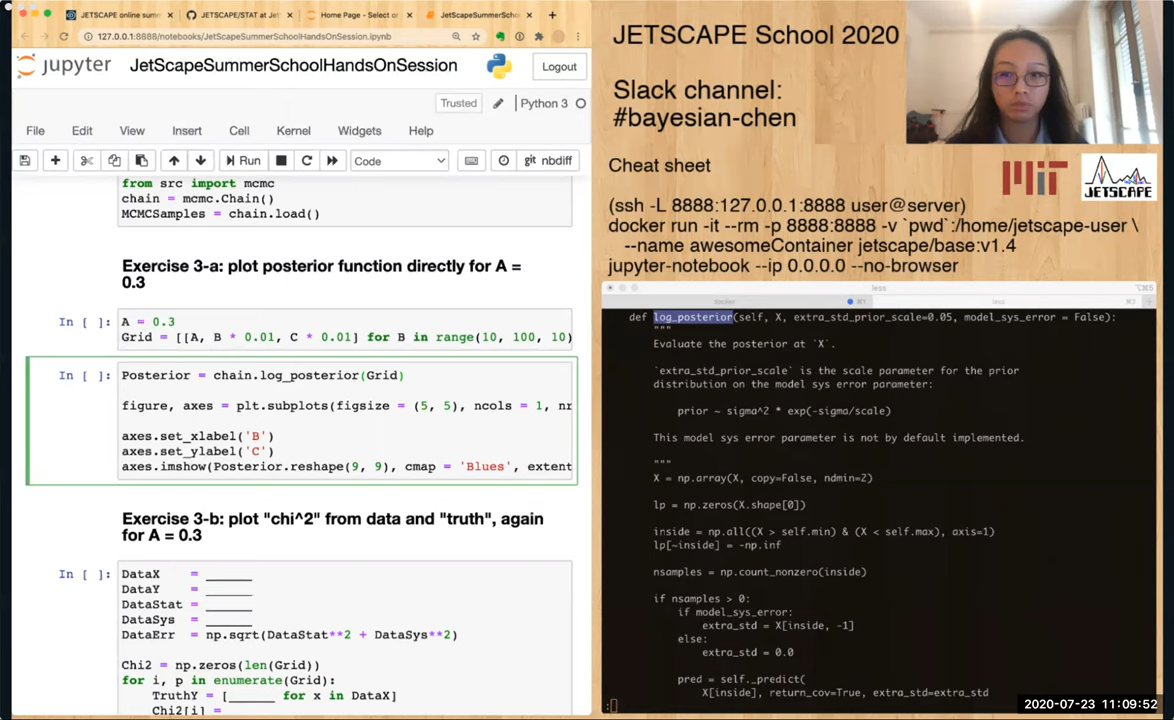 JETSCAPE online summ
JETSCAPE/STAT at Jet
Home Page - Select or
JetScapeSummerSchoo
127.0.0.1:8888/notebooks/JetScapeSummerSchoolHandsOnSession.ipynb
jupyter JetScapeSummerSchoolHandsOnSession
Logout
Trusted
Python 3
File Edit View Insert Cell Kernel Widgets Help
Run
Code
git nbdiff
from src import mcmc
chain = mcmc.Chain()
MCMCSamples = chain.load()
Exercise 3-a: plot posterior function directly for A =
0.3
In [ ]: A = 0.3
Grid = [[A, B * 0.01, C * 0.01] for B in range(10, 100, 10)
In [ ]: Posterior = chain.log_posterior(Grid)
figure, axes = plt.subplots(figsize = (5, 5), ncols = 1, nr
axes.set_xlabel('B')
axes.set_ylabel('C')
axes.imshow(Posterior.reshape(9, 9), cmap = 'Blues', extent
Exercise 3-b: plot "chi^2" from data and "truth", again
for A = 0.3
In [ ]: DataX = ______
DataY = ______
DataStat = ______
DataSys = ______
DataErr = np.sqrt(DataStat**2 + DataSys**2)
Chi2 = np.zeros(len(Grid))
for i, p in enumerate(Grid):
TruthY = [______ for x in DataX]
Chi2[i] =
JETSCAPE School 2020
Slack channel:
#bayesian-chen
Cheat sheet
MIT
JETSCAPE
(ssh -L 8888:127.0.0.1:8888 user@server)
docker run -it --rm -p 8888:8888 -v `pwd`:/home/jetscape-user \
--name awesomeContainer jetscape/base:v1.4
jupyter-notebook --ip 0.0.0.0 --no-browser
less
docker
⌘1
less
⌘2
def log_posterior(self, X, extra_std_prior_scale=0.05, model_sys_error = False):
"""
Evaluate the posterior at `X`.
`extra_std_prior_scale` is the scale parameter for the prior
distribution on the model sys error parameter:
prior ~ sigma^2 * exp(-sigma/scale)
This model sys error parameter is not by default implemented.
"""
X = np.array(X, copy=False, ndmin=2)
lp = np.zeros(X.shape[0])
inside = np.all((X > self.min) & (X < self.max), axis=1)
lp[~inside] = -np.inf
nsamples = np.count_nonzero(inside)
if nsamples > 0:
if model_sys_error:
extra_std = X[inside, -1]
else:
extra_std = 0.0
pred = self._predict(
X[inside], return_cov=True, extra_std=extra_std
:
2020-07-23 11:09:52